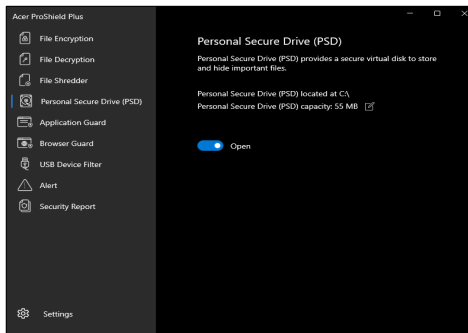 Acer ProShield Plus
File Encryption
File Decryption
File Shredder
Personal Secure Drive (PSD)
Application Guard
Browser Guard
USB Device Filter
Alert
Security Report
Settings
Personal Secure Drive (PSD)
Personal Secure Drive (PSD) provides a secure virtual disk to store
and hide important files.
Personal Secure Drive (PSD) located at C:\
Personal Secure Drive (PSD) capacity: 55 MB
Open